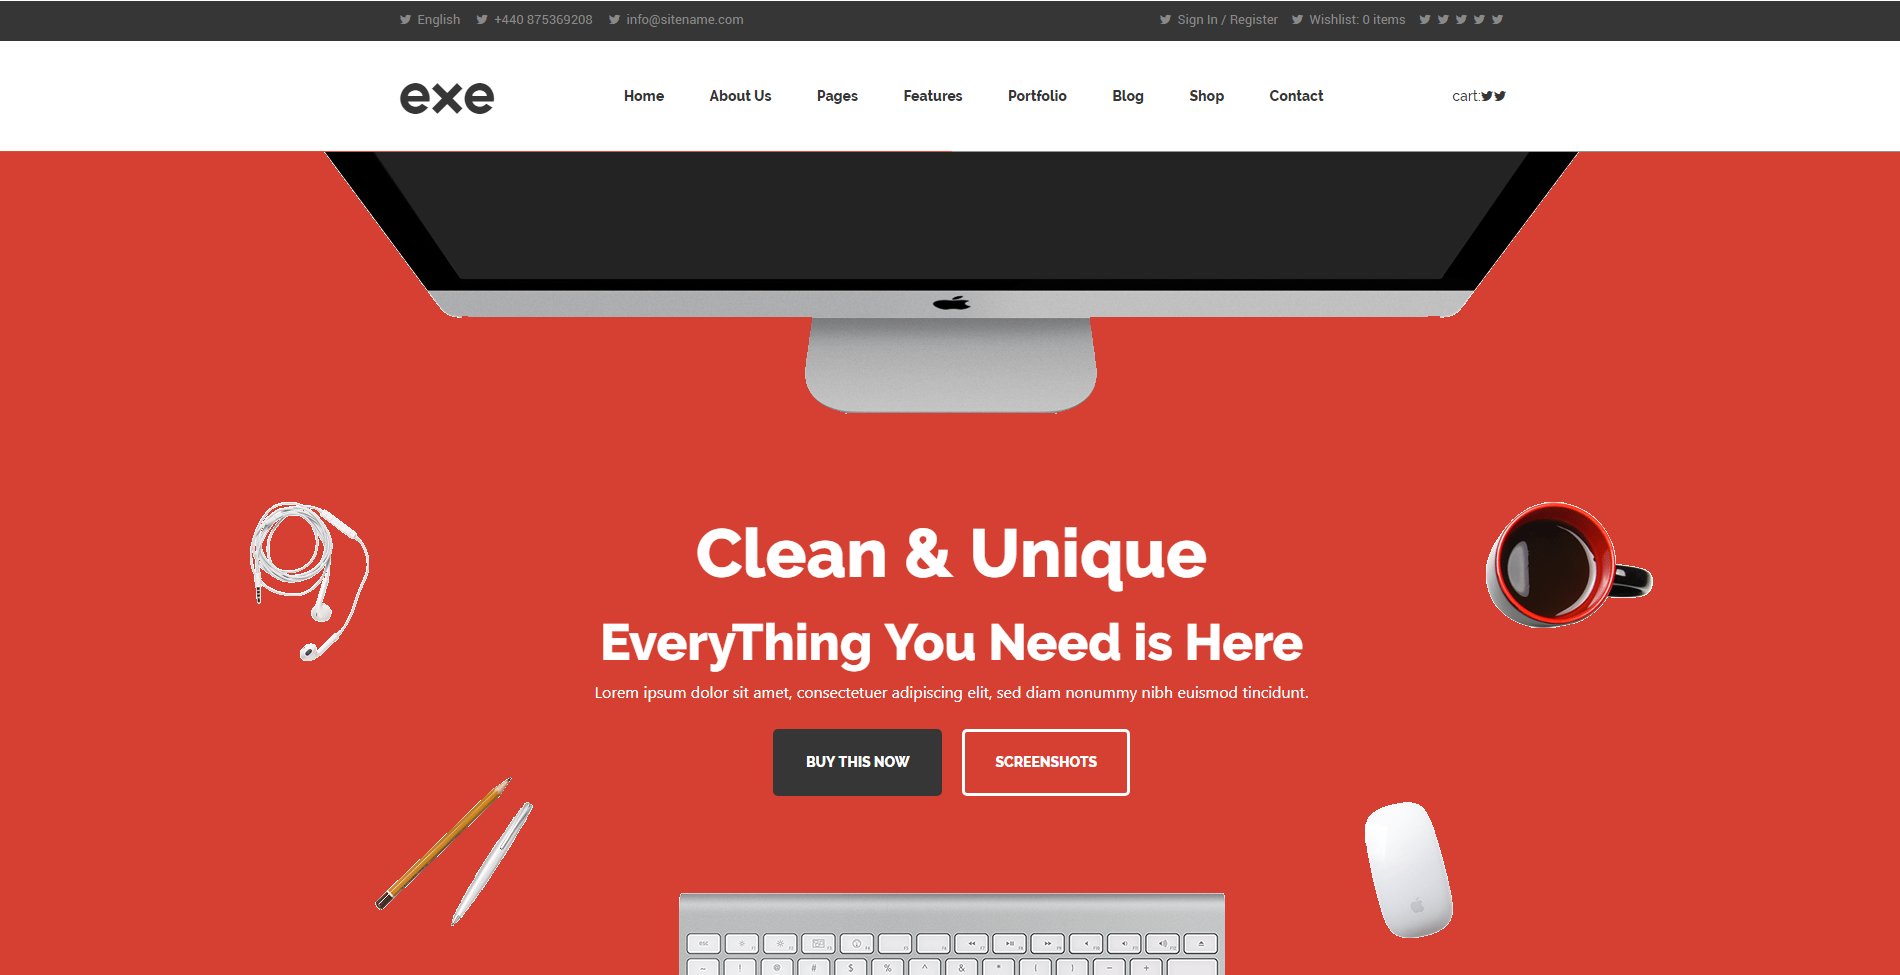 English +440 875369208 info@sitename.com Sign In / Register Wishlist: 0 items
exe Home About Us Pages Features Portfolio Blog Shop Contact cart:
Clean & Unique
EveryThing You Need is Here
Lorem ipsum dolor sit amet, consectetuer adipiscing elit, sed diam nonummy nibh euismod tincidunt.
BUY THIS NOW SCREENSHOTS
esc
~ ! @ # $ % ^ & * ( ) − +